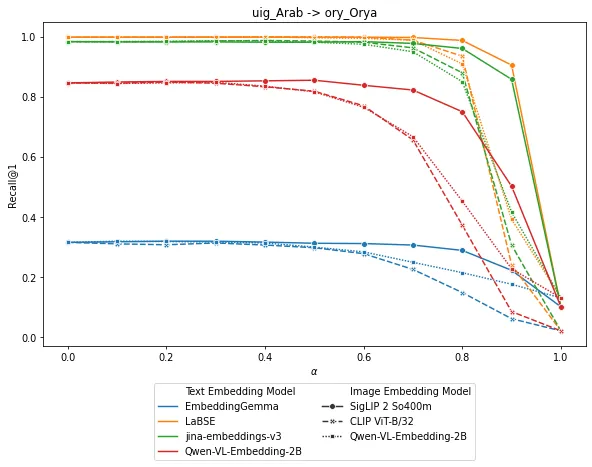 uig_Arab -> ory_Orya
Recall@1
1.0
0.8
0.6
0.4
0.2
0.0
0.0 0.2 0.4 0.6 0.8 1.0
α
Text Embedding Model
EmbeddingGemma
LaBSE
jina-embeddings-v3
Qwen-VL-Embedding-2B
Image Embedding Model
SigLIP 2 So400m
CLIP ViT-B/32
Qwen-VL-Embedding-2B